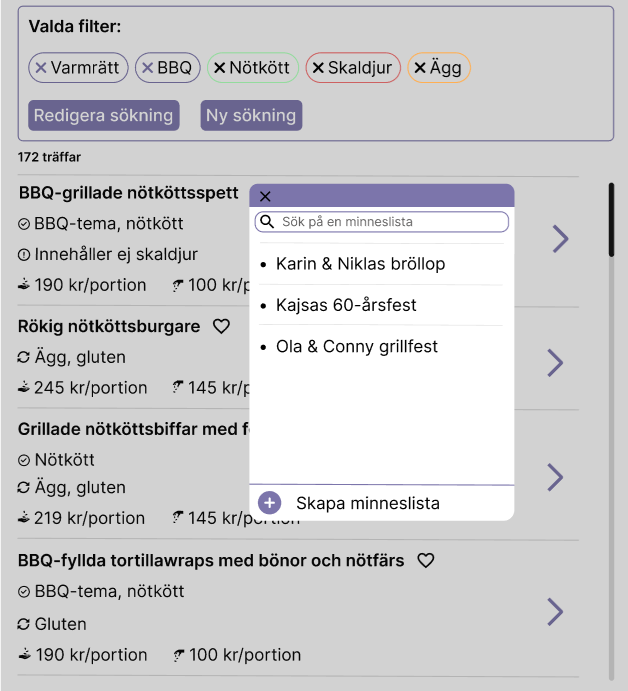 Valda filter:
Varmrätt BBQ Nötkött Skaldjur Ägg
Redigera sökning Ny sökning
172 träffar
BBQ-grillade nötköttsspett
BBQ-tema, nötkött
Innehåller ej skaldjur
190 kr/portion 100 kr/p
Rökig nötköttsburgare
Ägg, gluten
245 kr/portion 145 kr/p
Grillade nötköttsbiffar med f
Nötkött
Ägg, gluten
219 kr/portion 145 kr/portion
Sök på en minneslista
Karin & Niklas bröllop
Kajsas 60-årsfest
Ola & Conny grillfest
Skapa minneslista
BBQ-fyllda tortillawraps med bönor och nötfärs
BBQ-tema, nötkött
Gluten
190 kr/portion 100 kr/portion